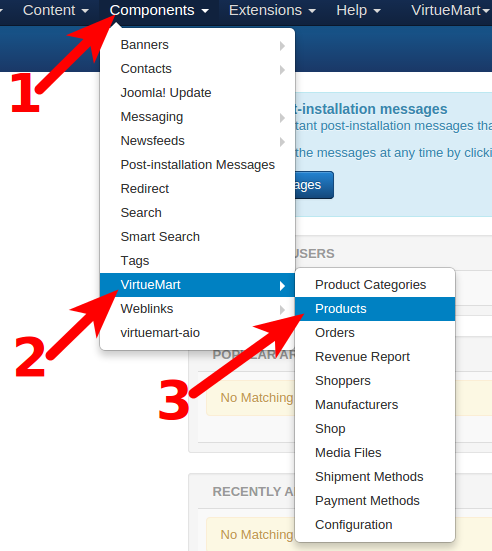 Content Components Extensions Help VirtueMart
1
Banners
Contacts
Joomla! Update
Messaging
Newsfeeds
Post-installation Messages
Redirect
Search
Smart Search
Tags
VirtueMart
Weblinks
virtuemart-aio
2
t-installation messages
tant post-installation messages tha
the messages at any time by clicki
ages
USERS
3
Product Categories
Products
Orders
Revenue Report
Shoppers
Manufacturers
Shop
Media Files
Shipment Methods
Payment Methods
Configuration
POPULAR AR
No Matching
RECENTLY A
No Matching